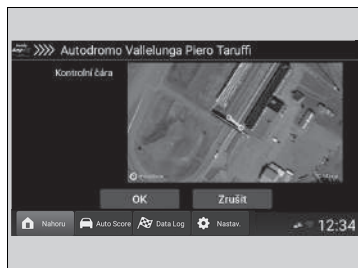 Autodromo Vallelunga Piero Taruffi
Kontrolní čára
OK Zrušit
Nahoru Auto Score Data Log Nastav. 12:34